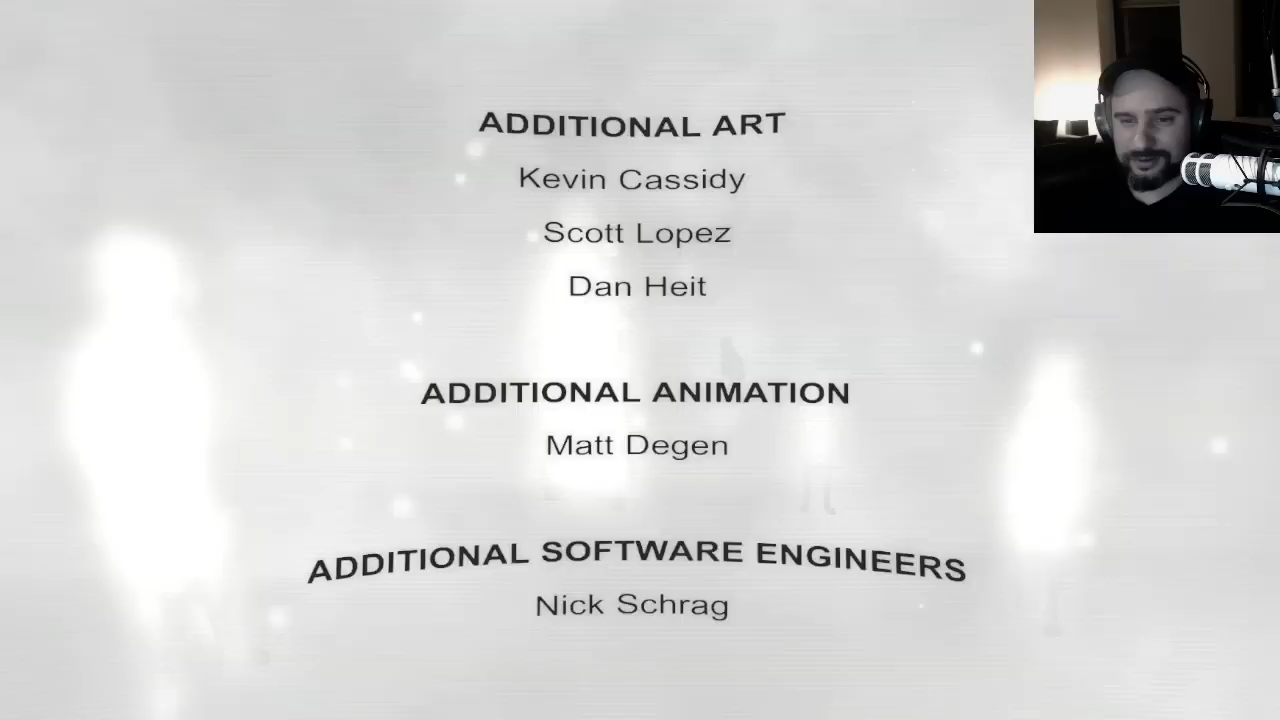 ADDITIONAL ART
Kevin Cassidy
Scott Lopez
Dan Heit
ADDITIONAL ANIMATION
Matt Degen
ADDITIONAL SOFTWARE ENGINEERS
Nick Schrag